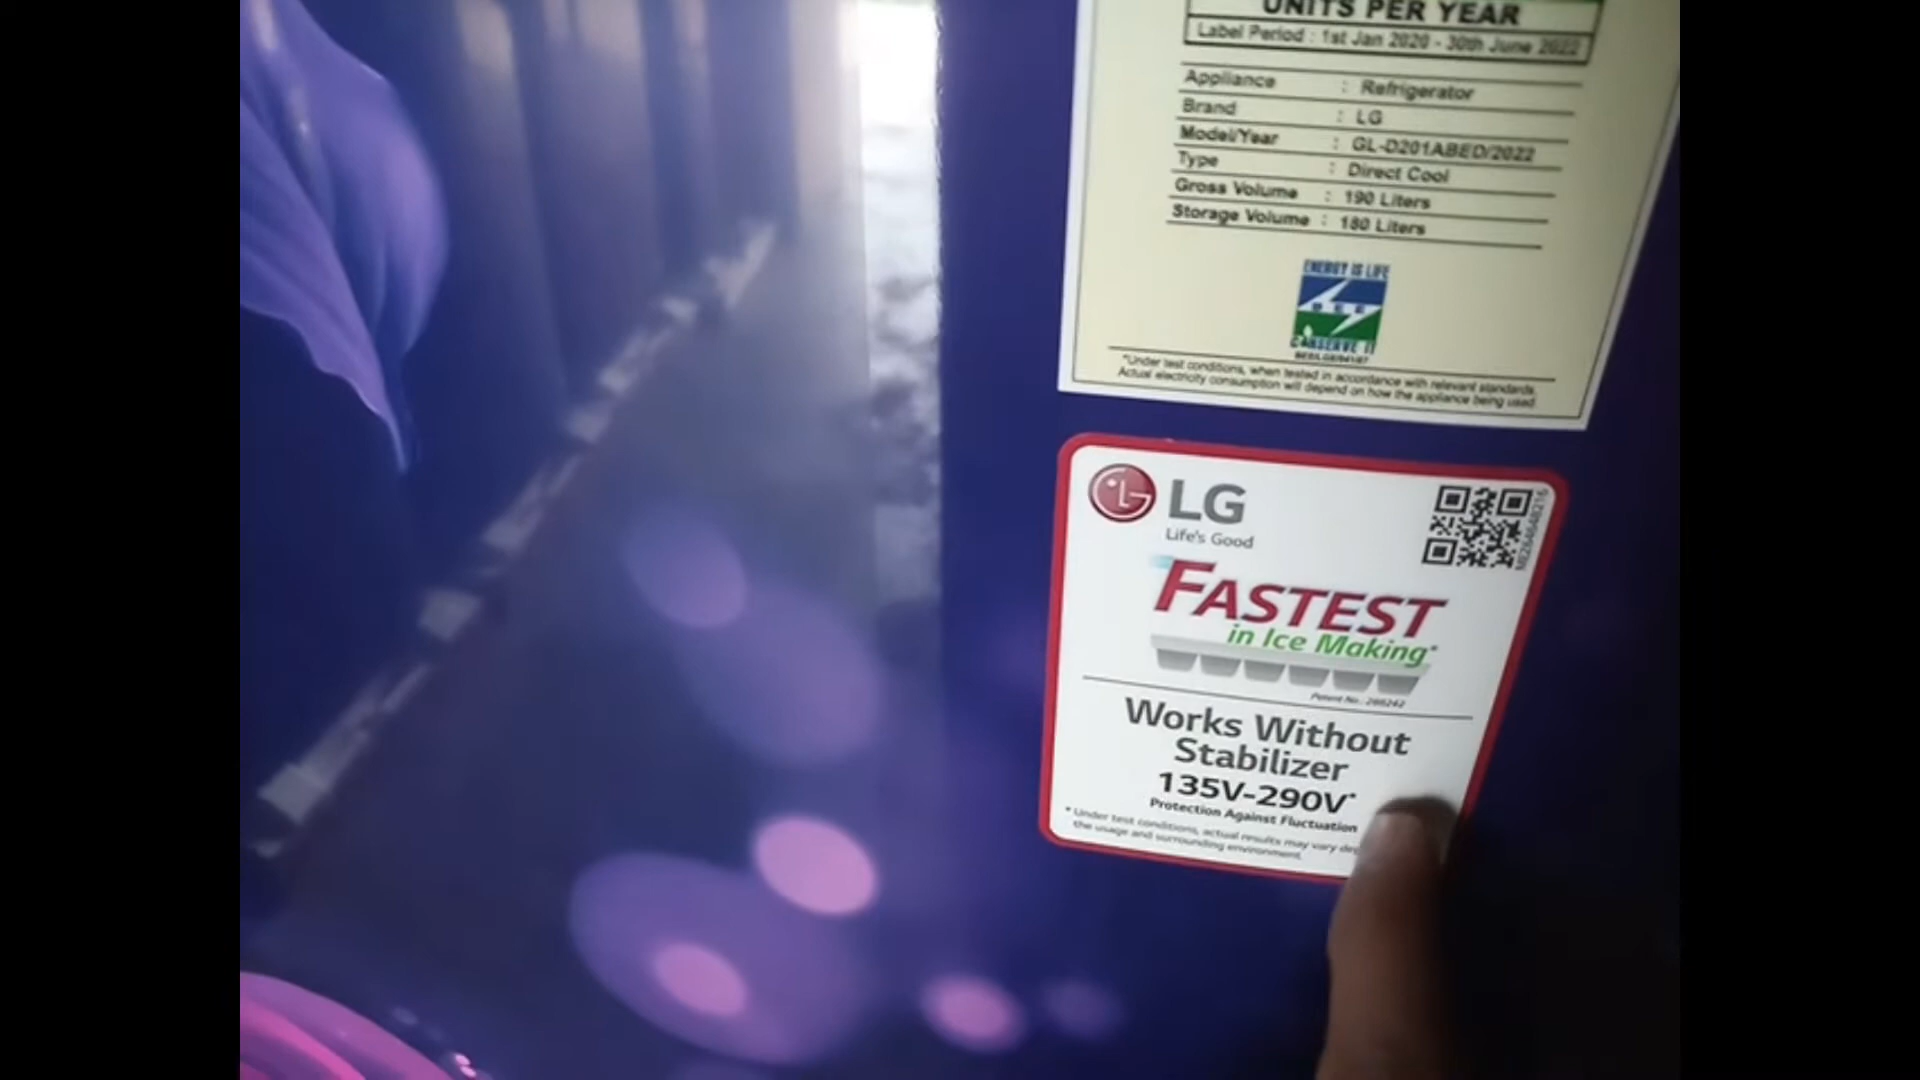 UNITS PER YEAR
Label Period : 1st Jan 2020 - 30th June 2022
Appliance : Refrigerator
Brand : LG
Model/Year : GL-D201ABED/2022
Type : Direct Cool
Gross Volume : 190 Liters
Storage Volume : 180 Liters
ENERGY IS LIFE
BEE
CONSERVE IT
*Under test conditions, when tested in accordance with relevant standards
Actual electricity consumption will depend on how the appliance being used
LG
Life's Good
FASTEST
in Ice Making*
Patent No.: 286242
Works Without
Stabilizer
135V-290V*
Protection Against Fluctuation
* Under test conditions, actual results may vary
the usage and surrounding environment.